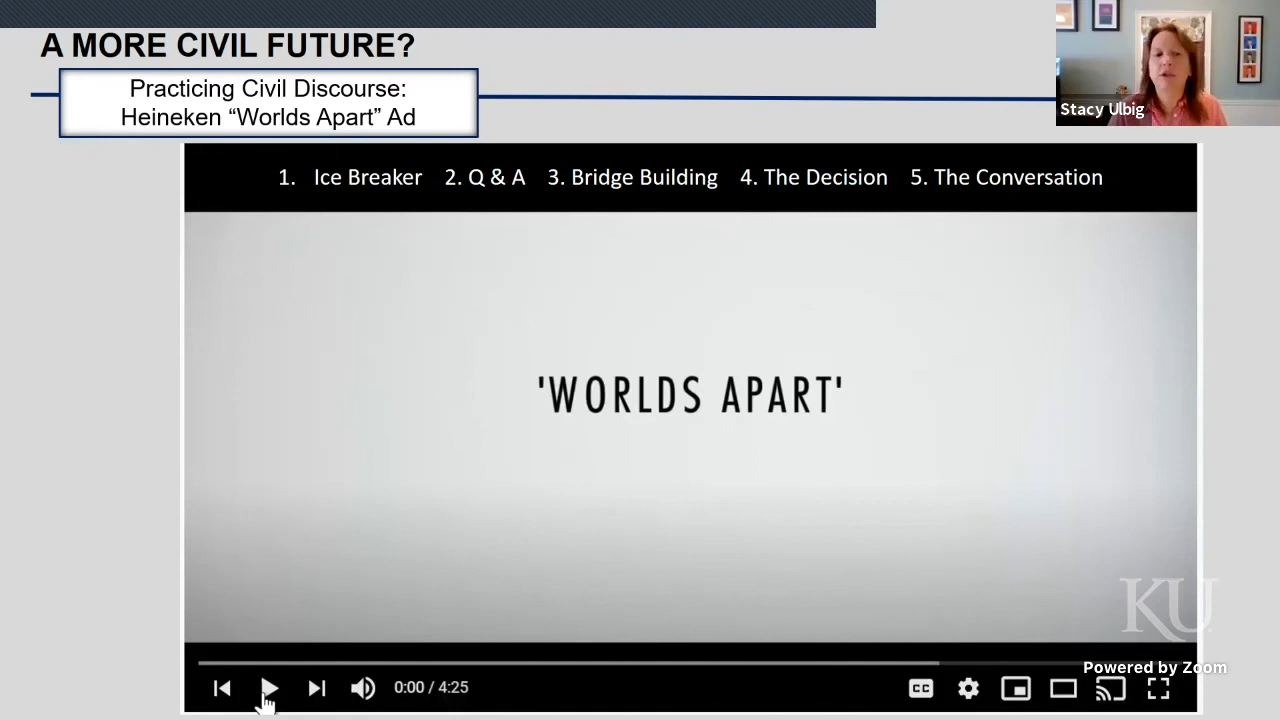 A MORE CIVIL FUTURE?
Practicing Civil Discourse:
Heineken “Worlds Apart” Ad
Stacy Ulbig
1. Ice Breaker 2. Q & A 3. Bridge Building 4. The Decision 5. The Conversation
'WORLDS APART'
KU
Powered by Zoom
0:00 / 4:25
CC